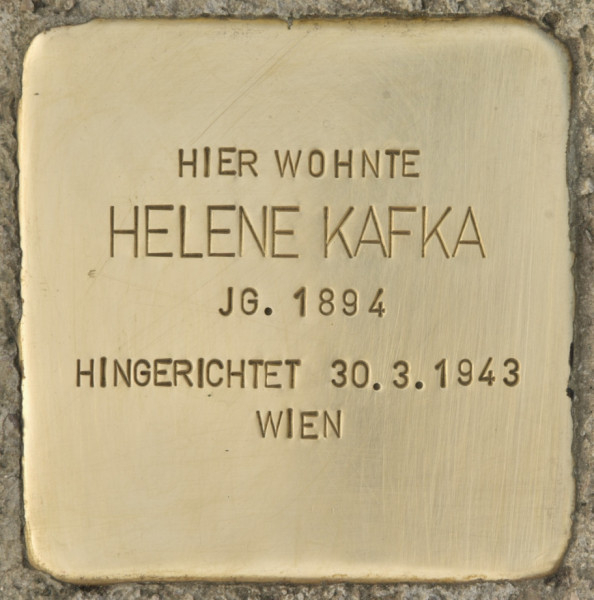 HIER WOHNTE
HELENE KAFKA
JG. 1894
HINGERICHTET 30.3.1943
WIEN